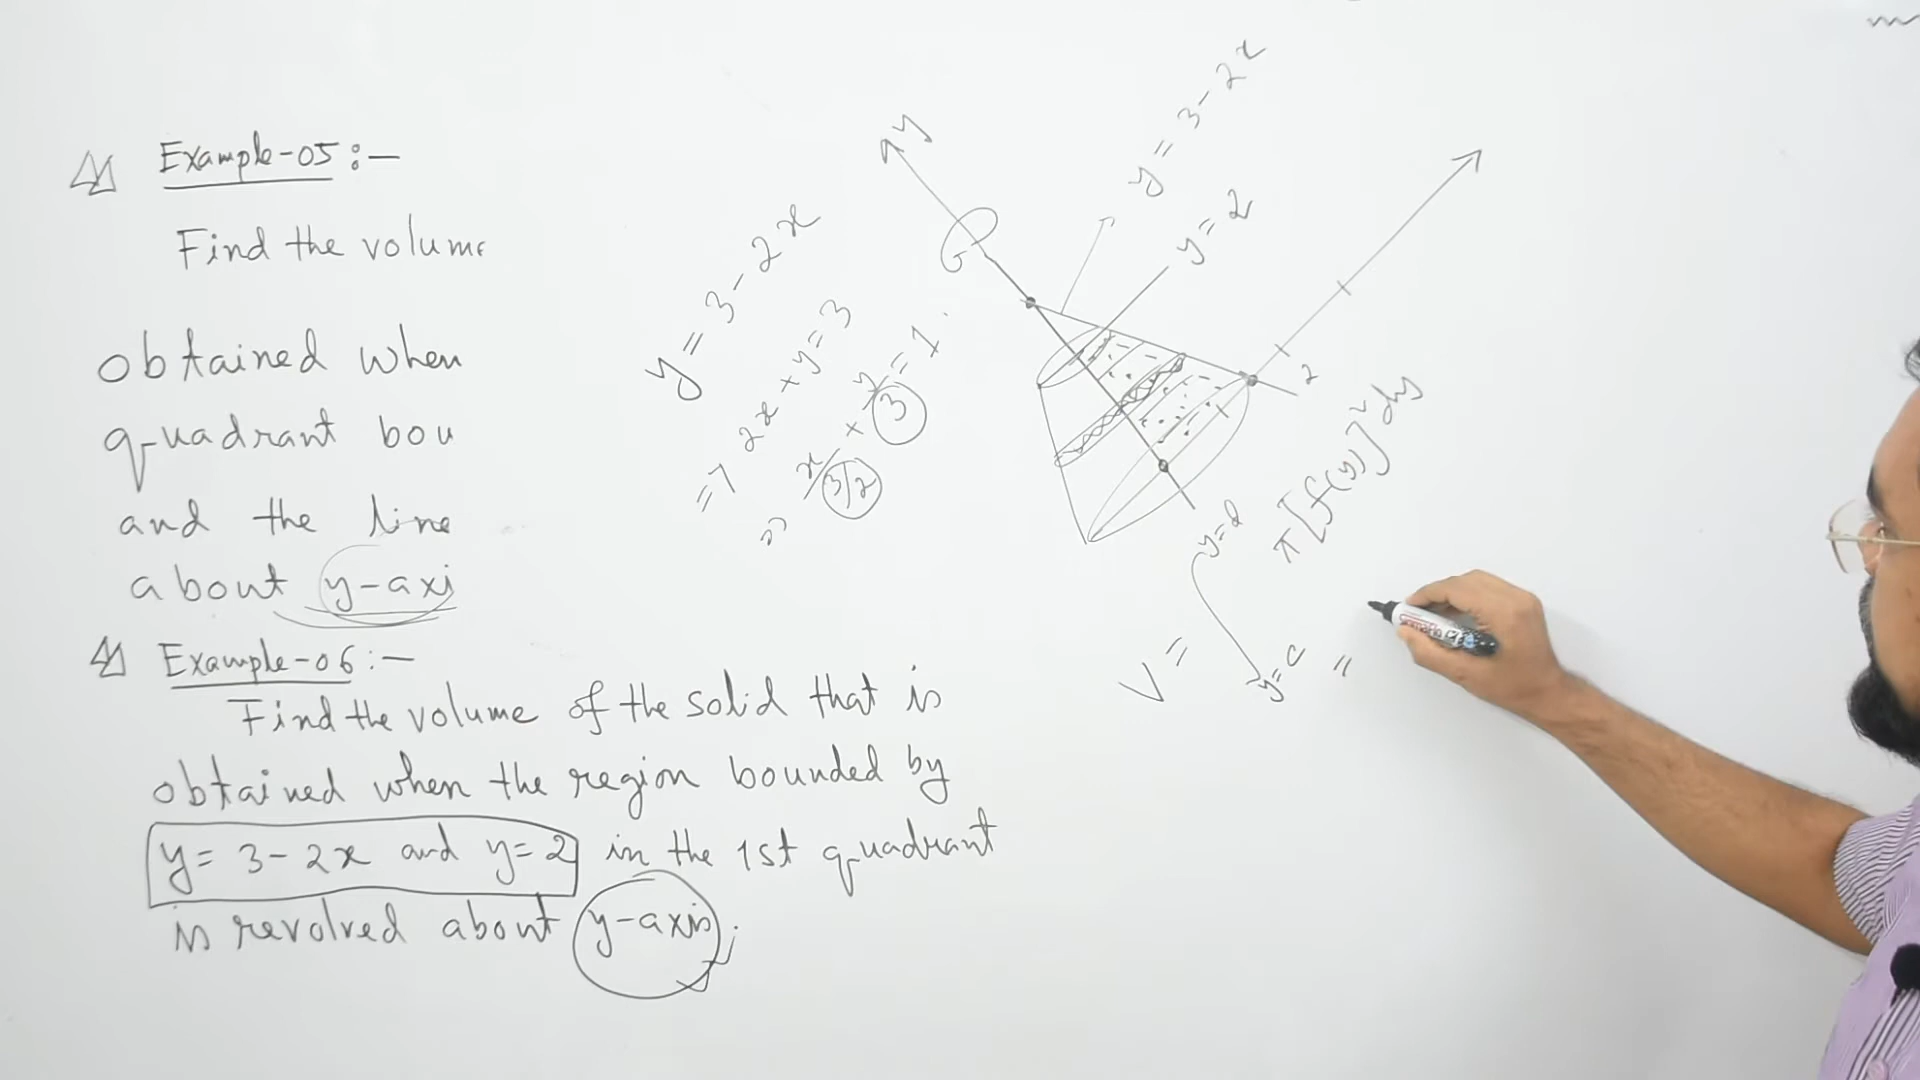 Example-05:-
Find the volume
obtained when
quadrant bou
and the line
about y-axi
Example-06:-
Find the volume of the solid that is
obtained when the region bounded by
y = 3-2x and y=2 in the 1st quadrant
is revolved about y-axis.
y = 3-2x
=> 2x+y=3
=> x/(3/2) + y/3 = 1.
y
y = 3-2x
y = 2
2
V = ∫ y=c y=d π[f(y)]² dy
=